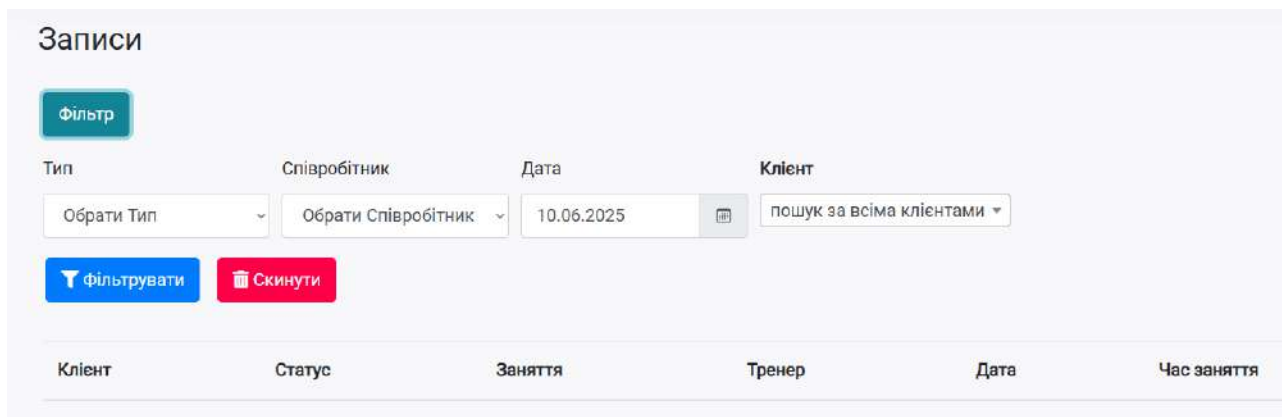 Записи
Фільтр
Тип Співробітник Дата Клієнт
Обрати Тип Обрати Співробітник 10.06.2025 пошук за всіма клієнтами
Фільтрувати Скинути
Клієнт Статус Заняття Тренер Дата Час заняття